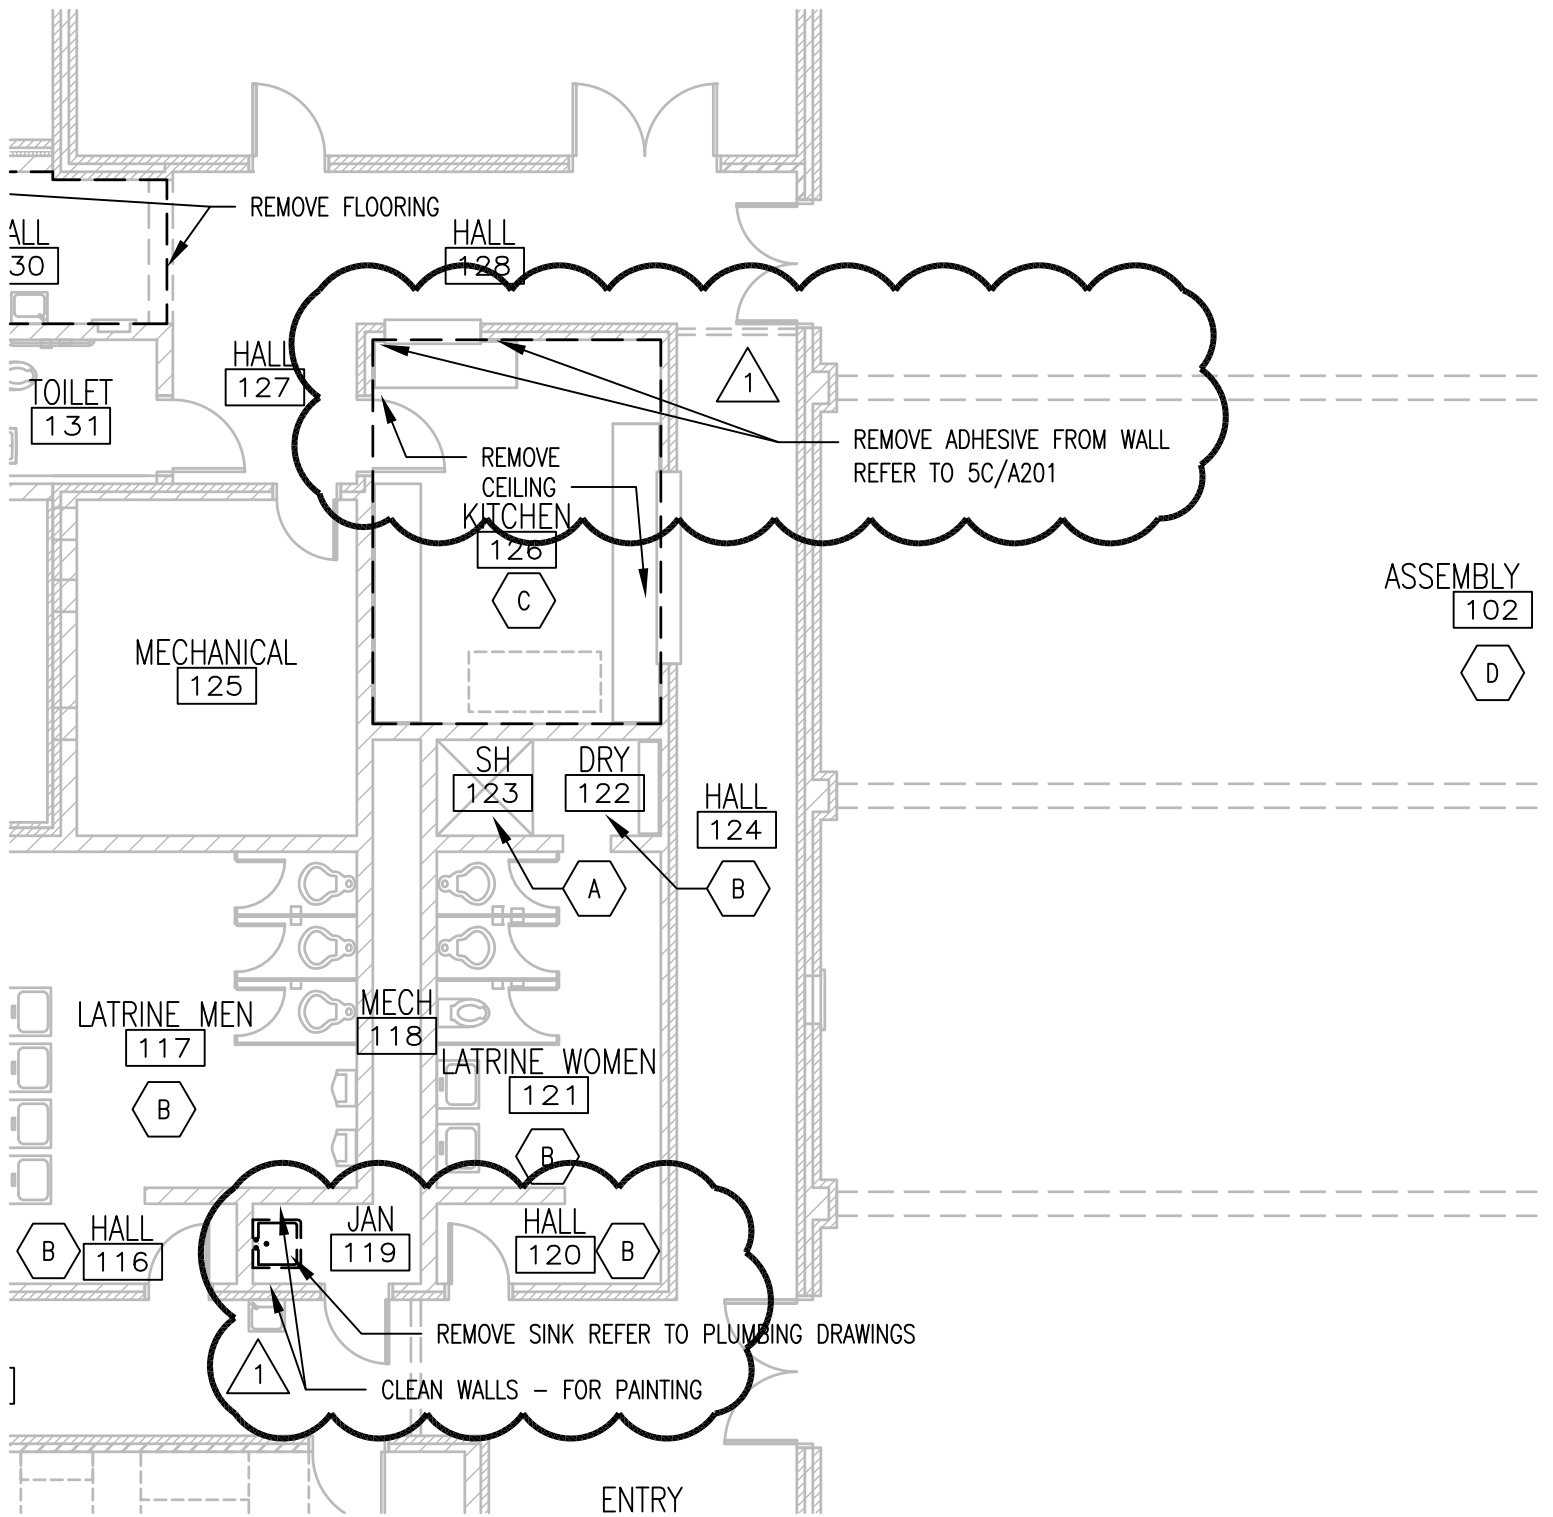 REMOVE FLOORING
ALL
30
HALL
128
HALL
127
1
TOILET
131
REMOVE ADHESIVE FROM WALL
REFER TO 5C/A201
REMOVE
CEILING
KITCHEN
126
C
ASSEMBLY
102
D
MECHANICAL
125
SH
123
DRY
122
HALL
124
A
B
MECH
118
LATRINE MEN
117
B
LATRINE WOMEN
121
B
HALL
116
B
JAN
119
HALL
120
B
REMOVE SINK REFER TO PLUMBING DRAWINGS
1
CLEAN WALLS – FOR PAINTING
ENTRY